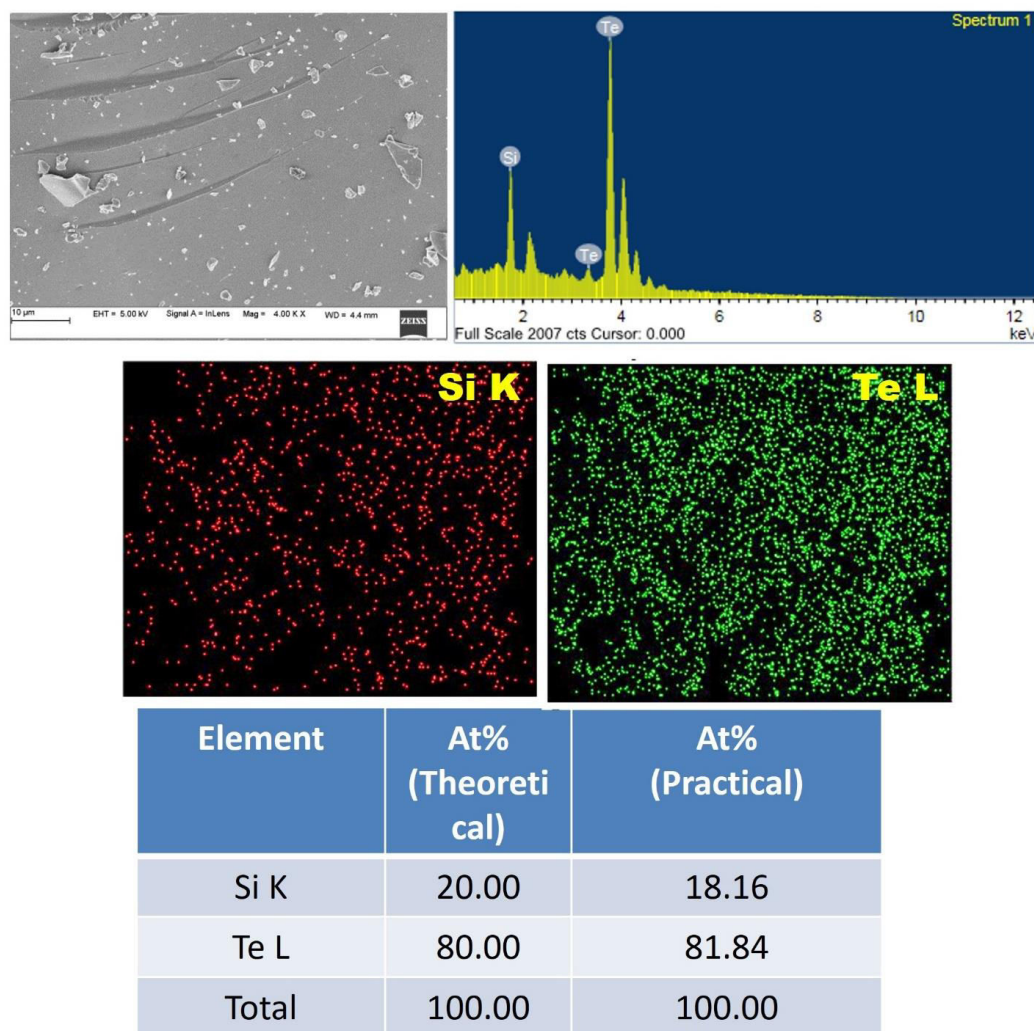 10 µm
EHT = 5.00 kV
Signal A = InLens
Mag = 4.00 K X
WD = 4.4 mm
ZEISS
Spectrum 1
Te
Si
Te
2 4 6 8 10 12
Full Scale 2007 cts Cursor: 0.000
keV
Si K
Te L
Element At% (Theoreti cal) At% (Practical)
Si K 20.00 18.16
Te L 80.00 81.84
Total 100.00 100.00